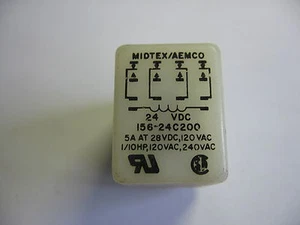 MIDTEX/AEMCO
24 VDC
156-24C200
5A AT 28VDC,120VAC
1/10HP,120VAC,240VAC